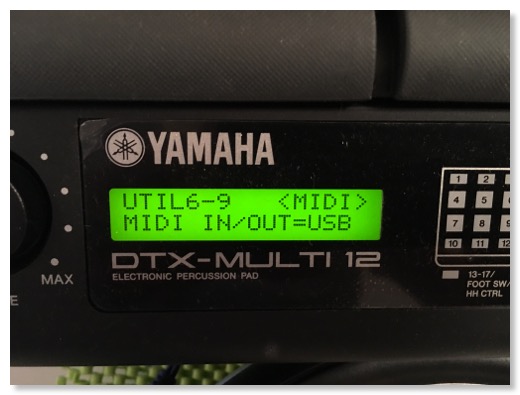 YAMAHA
UTIL6-9 <MIDI>
MIDI IN/OUT=USB
DTX-MULTI 12
ELECTRONIC PERCUSSION PAD
MAX
E
1 2 3
4 5 6
7 8 9
10 11 12
13-17/
FOOT SW/
HH CTRL